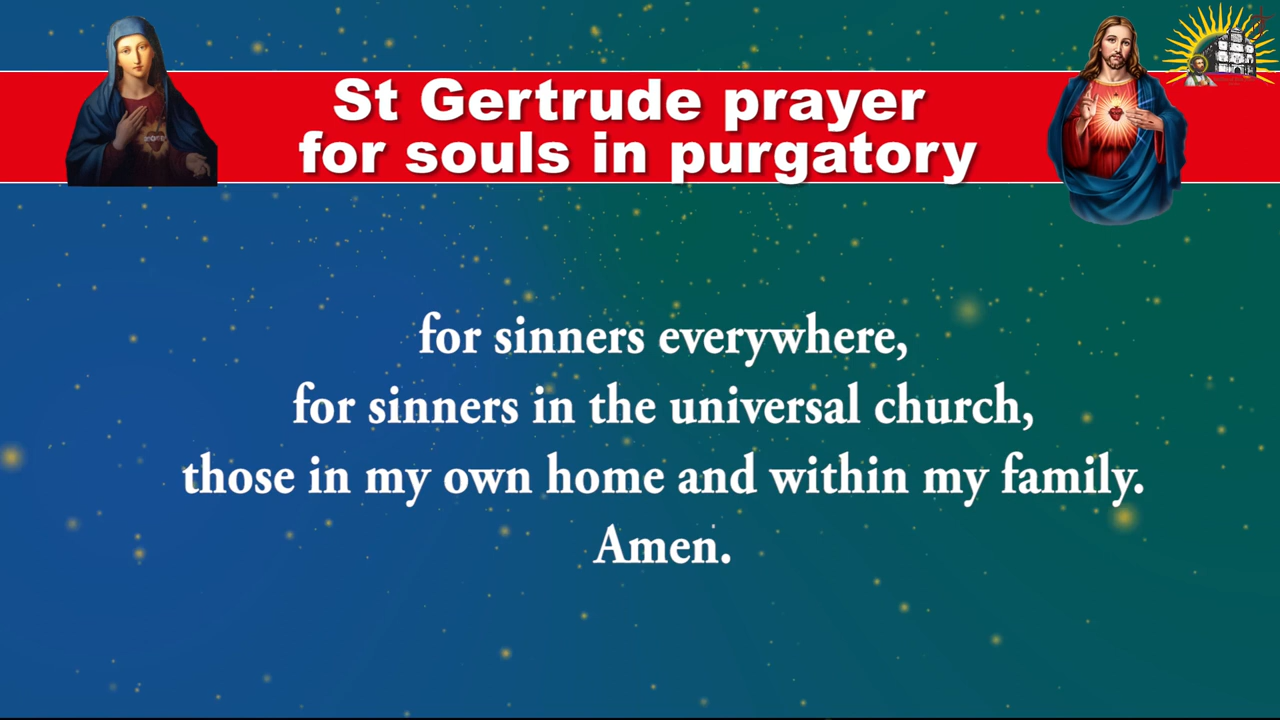 St Gertrude prayer
for souls in purgatory
for sinners everywhere,
for sinners in the universal church,
those in my own home and within my family.
Amen.